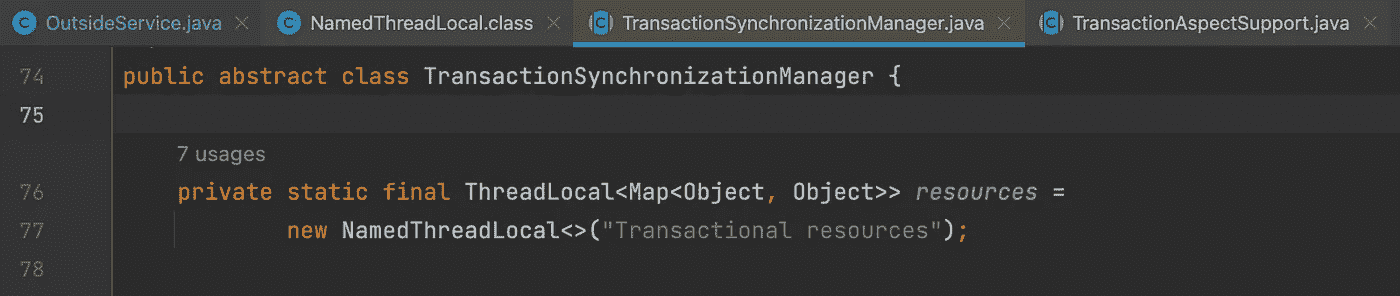 OutsideService.java NamedThreadLocal.class TransactionSynchronizationManager.java TransactionAspectSupport.java
74 public abstract class TransactionSynchronizationManager {
75
7 usages
76 private static final ThreadLocal<Map<Object, Object>> resources =
77 new NamedThreadLocal<>("Transactional resources");
78